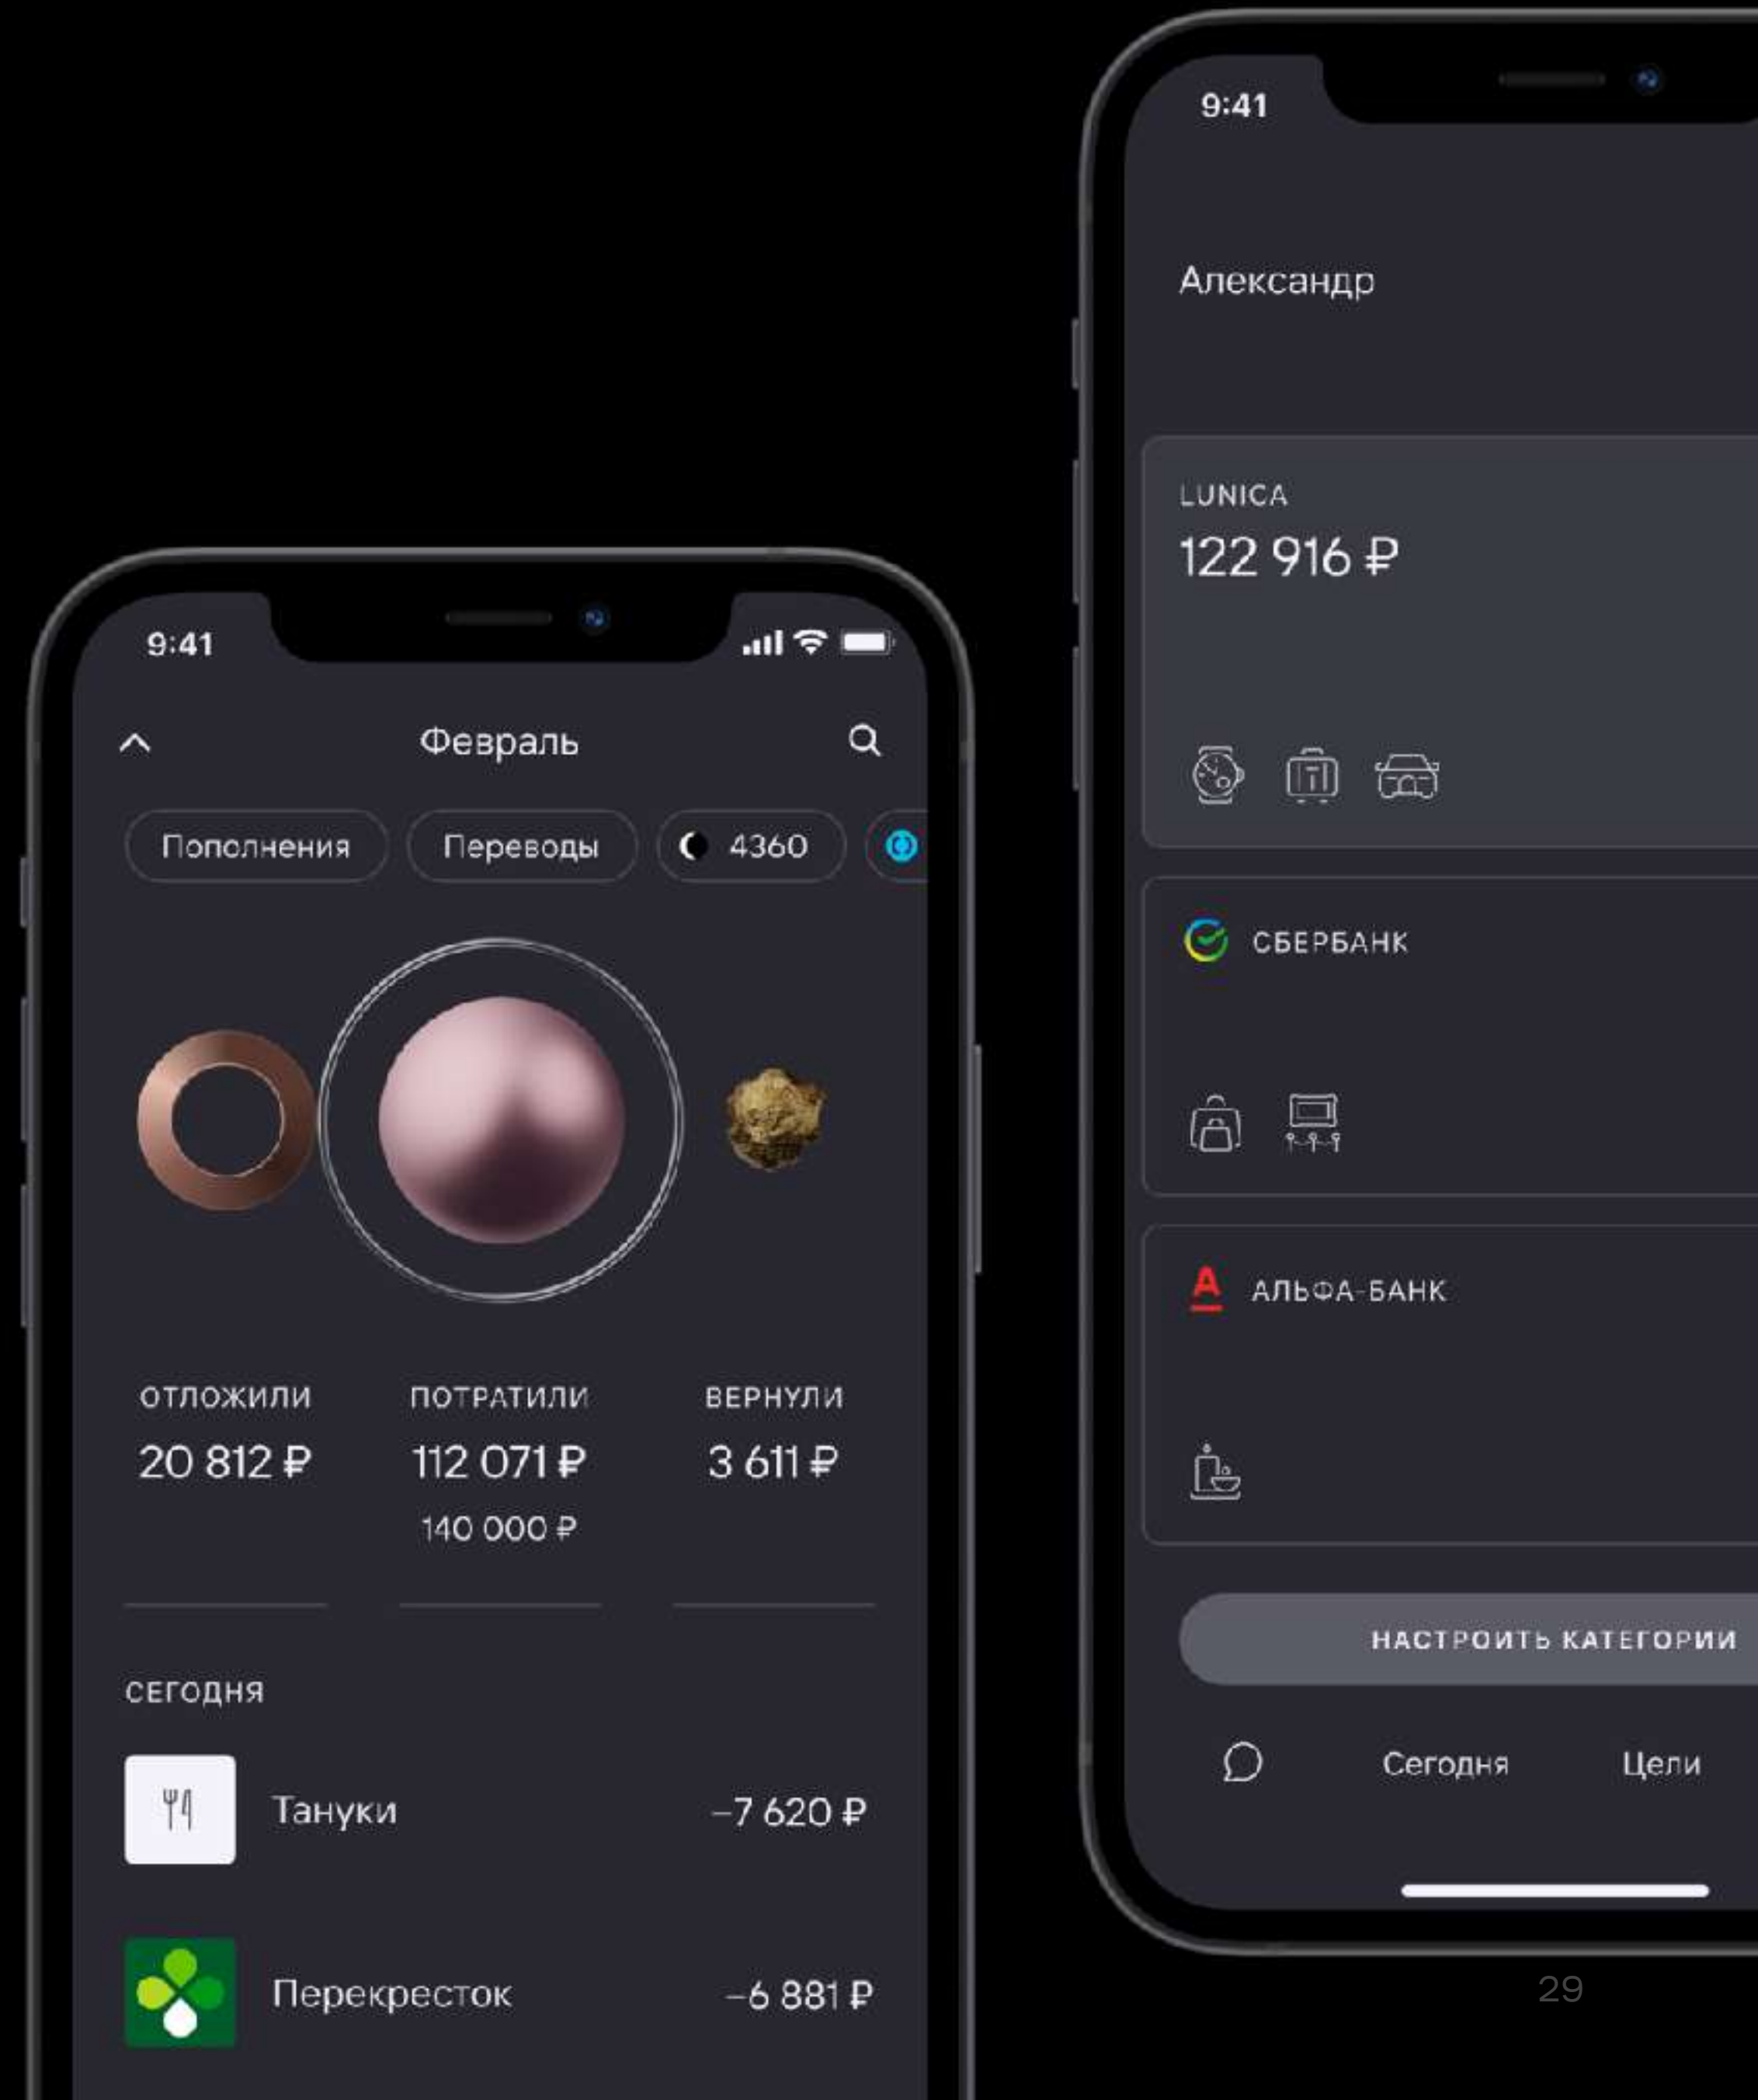 9:41
Февраль
Пополнения
Переводы
4360
ОТЛОЖИЛИ
ПОТРАТИЛИ
ВЕРНУЛИ
20 812 ₽
112 071 ₽
3 611 ₽
140 000 ₽
СЕГОДНЯ
Тануки
–7 620 ₽
Перекресток
–6 881 ₽
9:41
Александр
LUNICA
122 916 ₽
СБЕРБАНК
А АЛЬФА-БАНК
НАСТРОИТЬ КАТЕГОРИИ
Сегодня
Цели
29